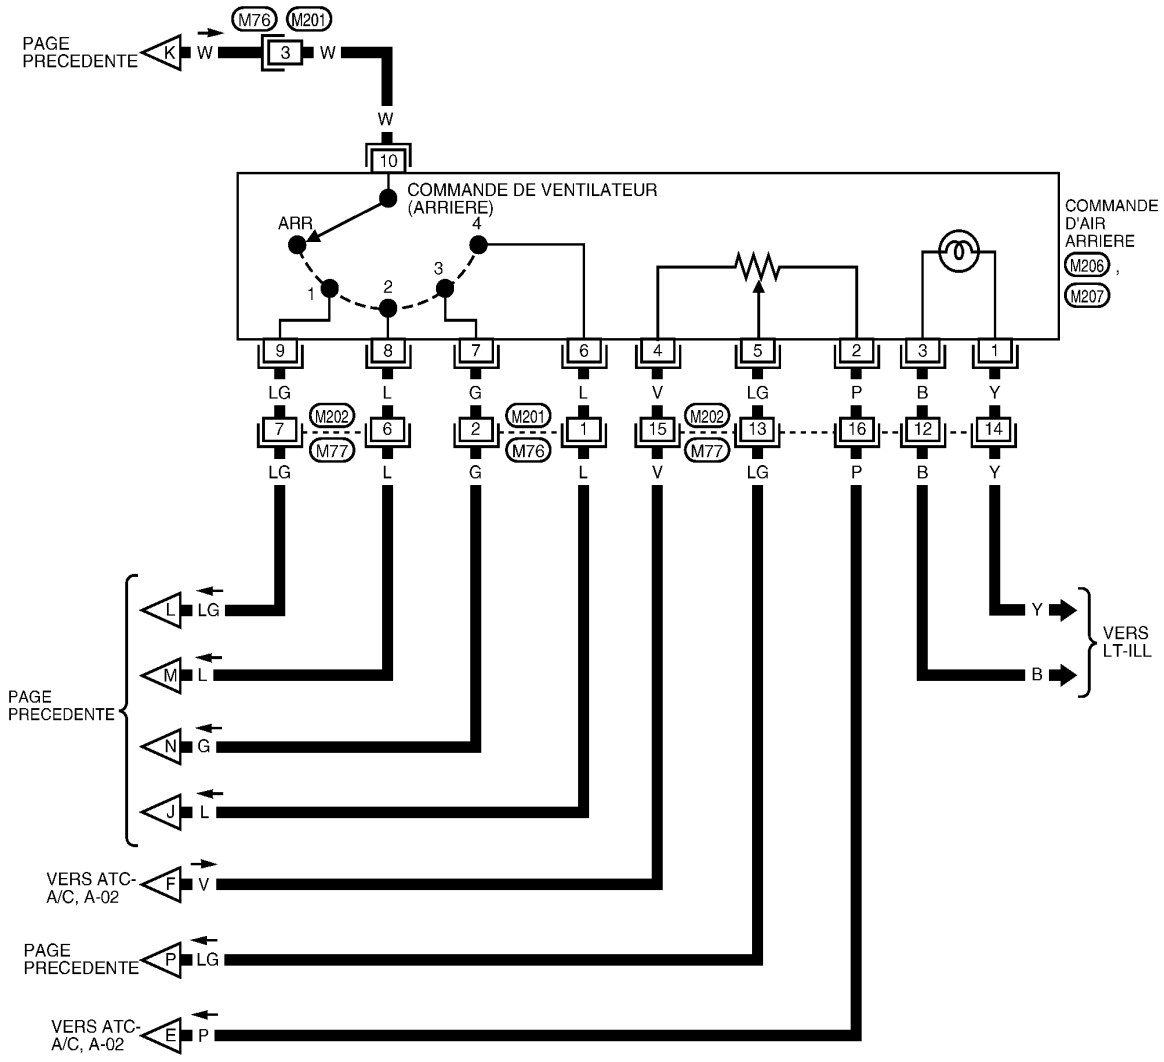 M76 M201
PAGE
PRECEDENTE
K W 3 W
W
10
COMMANDE DE VENTILATEUR
(ARRIERE)
ARR
4
1 2 3
COMMANDE
D'AIR
ARRIERE
M206 ,
M207
9 8 7 6 4 5 2 3 1
LG L G L V LG P B Y
M202 M201 M202
7 6 2 1 15 13 16 12 14
M77 M76 M77
LG L G L V LG P B Y
L LG
M L
PAGE
PRECEDENTE
N G
J L
Y
B
VERS
LT-ILL
VERS ATC-
A/C, A-02
F V
PAGE
PRECEDENTE
P LG
VERS ATC-
A/C, A-02
E P